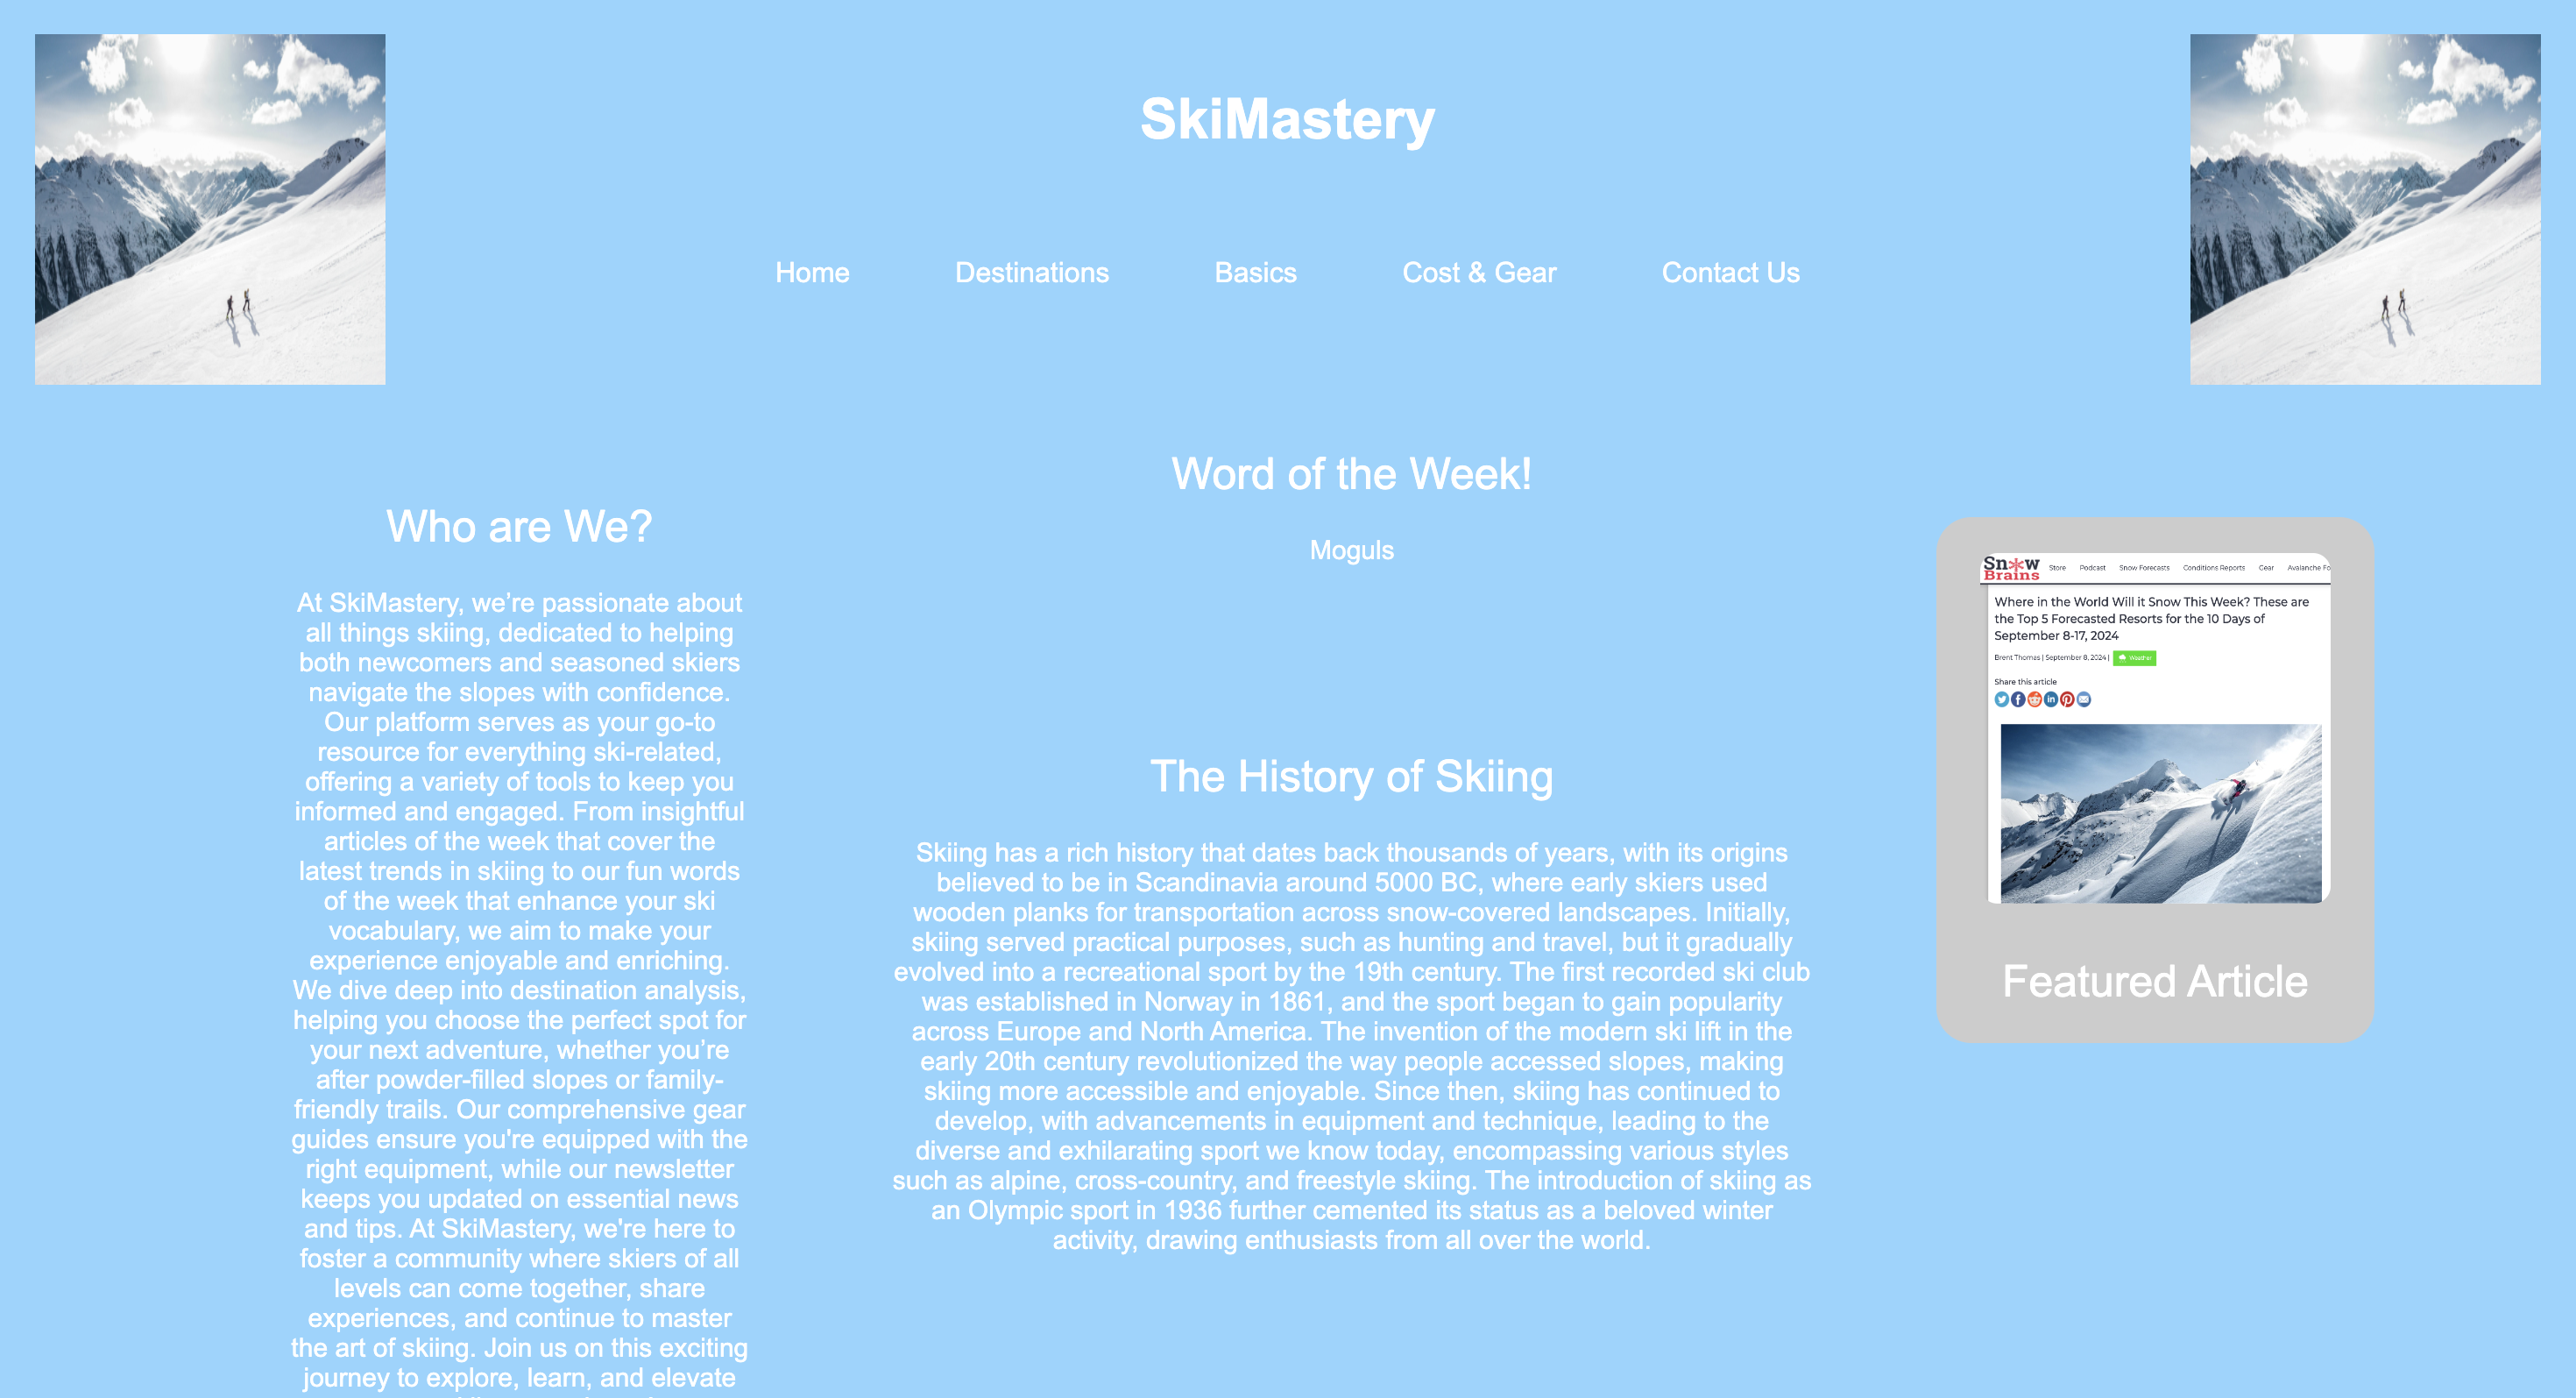 SkiMastery
Home Destinations Basics Cost & Gear Contact Us
Who are We?
At SkiMastery, we’re passionate about
all things skiing, dedicated to helping
both newcomers and seasoned skiers
navigate the slopes with confidence.
Our platform serves as your go-to
resource for everything ski-related,
offering a variety of tools to keep you
informed and engaged. From insightful
articles of the week that cover the
latest trends in skiing to our fun words
of the week that enhance your ski
vocabulary, we aim to make your
experience enjoyable and enriching.
We dive deep into destination analysis,
helping you choose the perfect spot for
your next adventure, whether you’re
after powder-filled slopes or family-
friendly trails. Our comprehensive gear
guides ensure you're equipped with the
right equipment, while our newsletter
keeps you updated on essential news
and tips. At SkiMastery, we're here to
foster a community where skiers of all
levels can come together, share
experiences, and continue to master
the art of skiing. Join us on this exciting
journey to explore, learn, and elevate
Word of the Week!
Moguls
The History of Skiing
Skiing has a rich history that dates back thousands of years, with its origins
believed to be in Scandinavia around 5000 BC, where early skiers used
wooden planks for transportation across snow-covered landscapes. Initially,
skiing served practical purposes, such as hunting and travel, but it gradually
evolved into a recreational sport by the 19th century. The first recorded ski club
was established in Norway in 1861, and the sport began to gain popularity
across Europe and North America. The invention of the modern ski lift in the
early 20th century revolutionized the way people accessed slopes, making
skiing more accessible and enjoyable. Since then, skiing has continued to
develop, with advancements in equipment and technique, leading to the
diverse and exhilarating sport we know today, encompassing various styles
such as alpine, cross-country, and freestyle skiing. The introduction of skiing as
an Olympic sport in 1936 further cemented its status as a beloved winter
activity, drawing enthusiasts from all over the world.
Snow Brains
Store Podcast Snow Forecasts Conditions Reports Gear Avalanche Fo
Where in the World Will it Snow This Week? These are
the Top 5 Forecasted Resorts for the 10 Days of
September 8-17, 2024
Brent Thomas | September 8, 2024 | Weather
Share this article
Featured Article